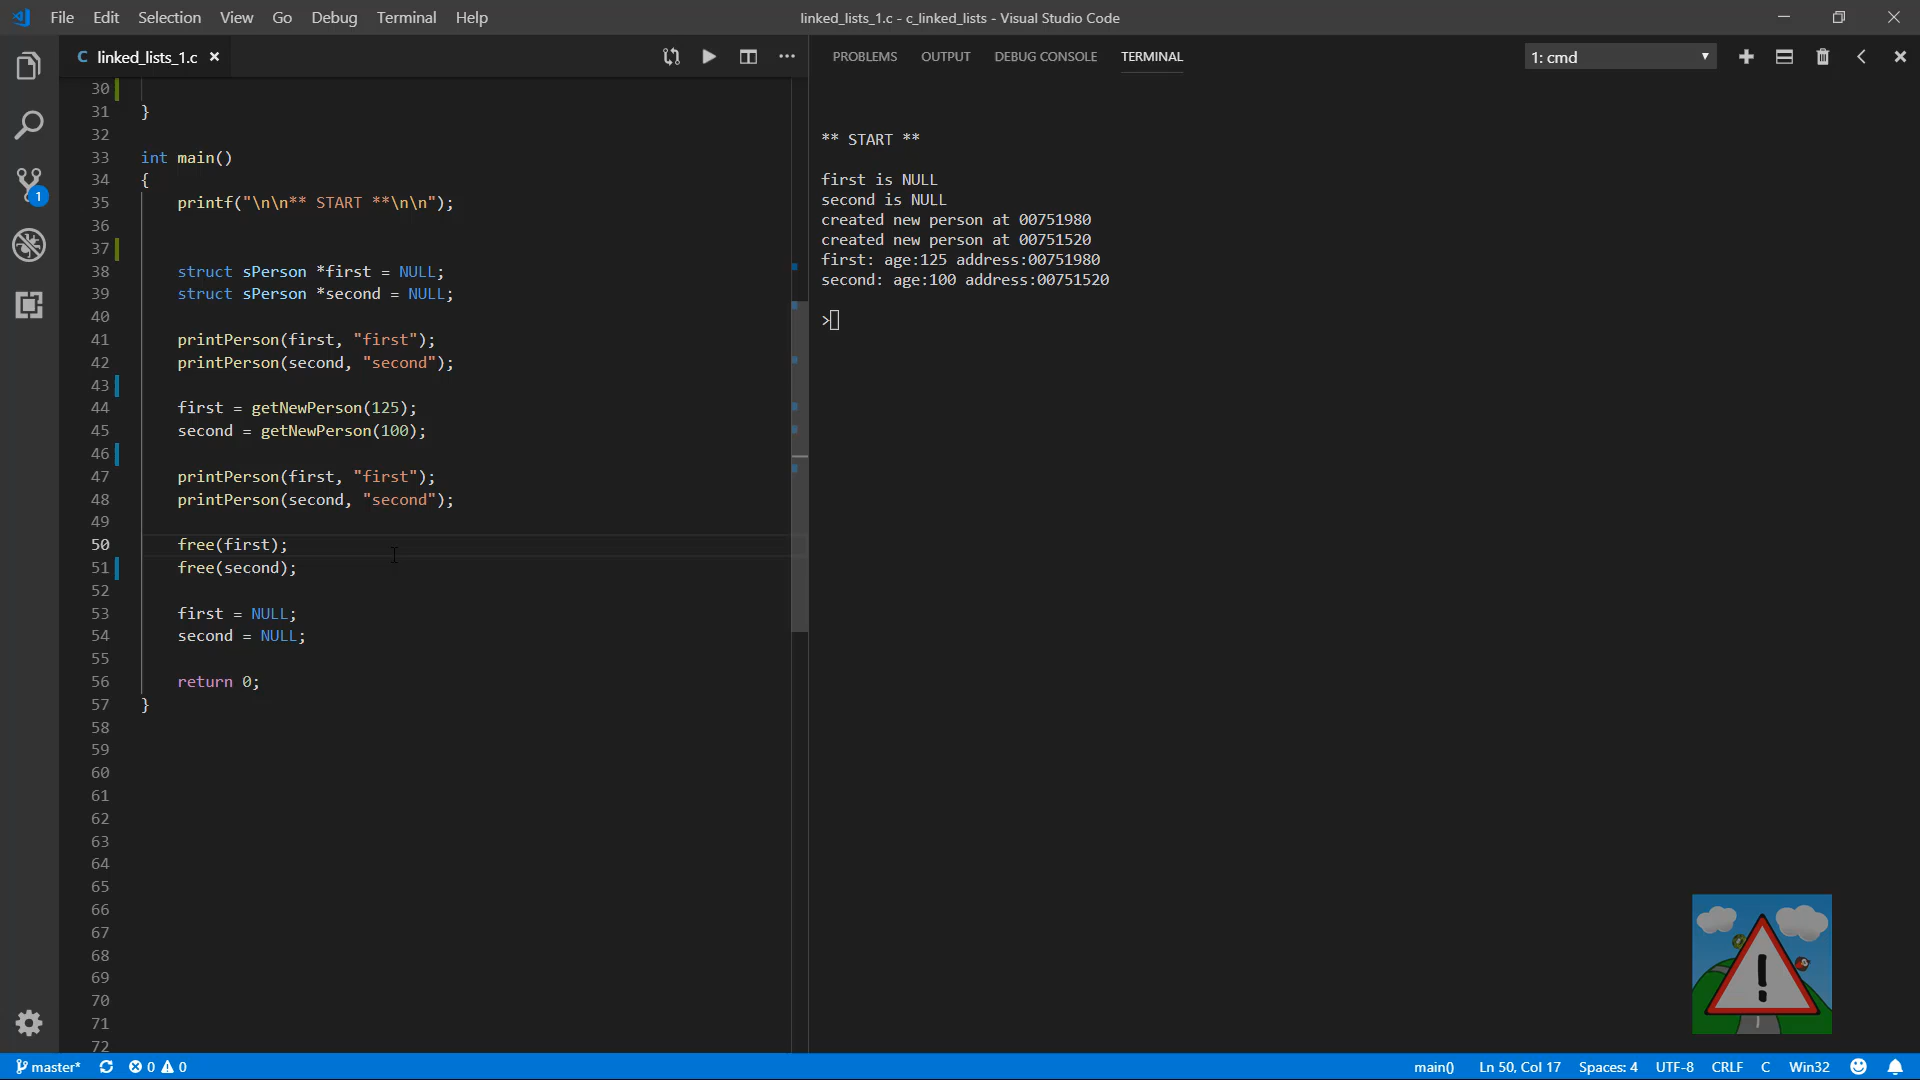 File Edit Selection View Go Debug Terminal Help
linked_lists_1.c - c_linked_lists - Visual Studio Code
C linked_lists_1.c
PROBLEMS OUTPUT DEBUG CONSOLE TERMINAL
1: cmd
30
31 }
32
33 int main()
34 {
35 printf("\n\n** START **\n\n");
36
37
38 struct sPerson *first = NULL;
39 struct sPerson *second = NULL;
40
41 printPerson(first, "first");
42 printPerson(second, "second");
43
44 first = getNewPerson(125);
45 second = getNewPerson(100);
46
47 printPerson(first, "first");
48 printPerson(second, "second");
49
50 free(first);
51 free(second);
52
53 first = NULL;
54 second = NULL;
55
56 return 0;
57 }
58
59
60
61
62
63
64
65
66
67
68
69
70
71
72
** START **
first is NULL
second is NULL
created new person at 00751980
created new person at 00751520
first: age:125 address:00751980
second: age:100 address:00751520
>
1
!
master* 0 0
main() Ln 50, Col 17 Spaces: 4 UTF-8 CRLF C Win32